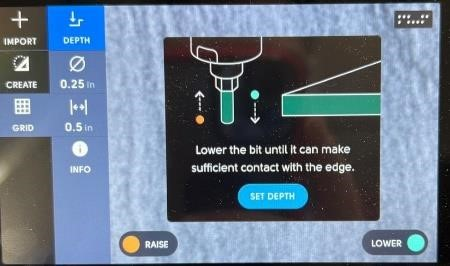 IMPORT
DEPTH
CREATE
0.25 in
GRID
0.5 in
INFO
Lower the bit until it can make
sufficient contact with the edge.
SET DEPTH
RAISE
LOWER